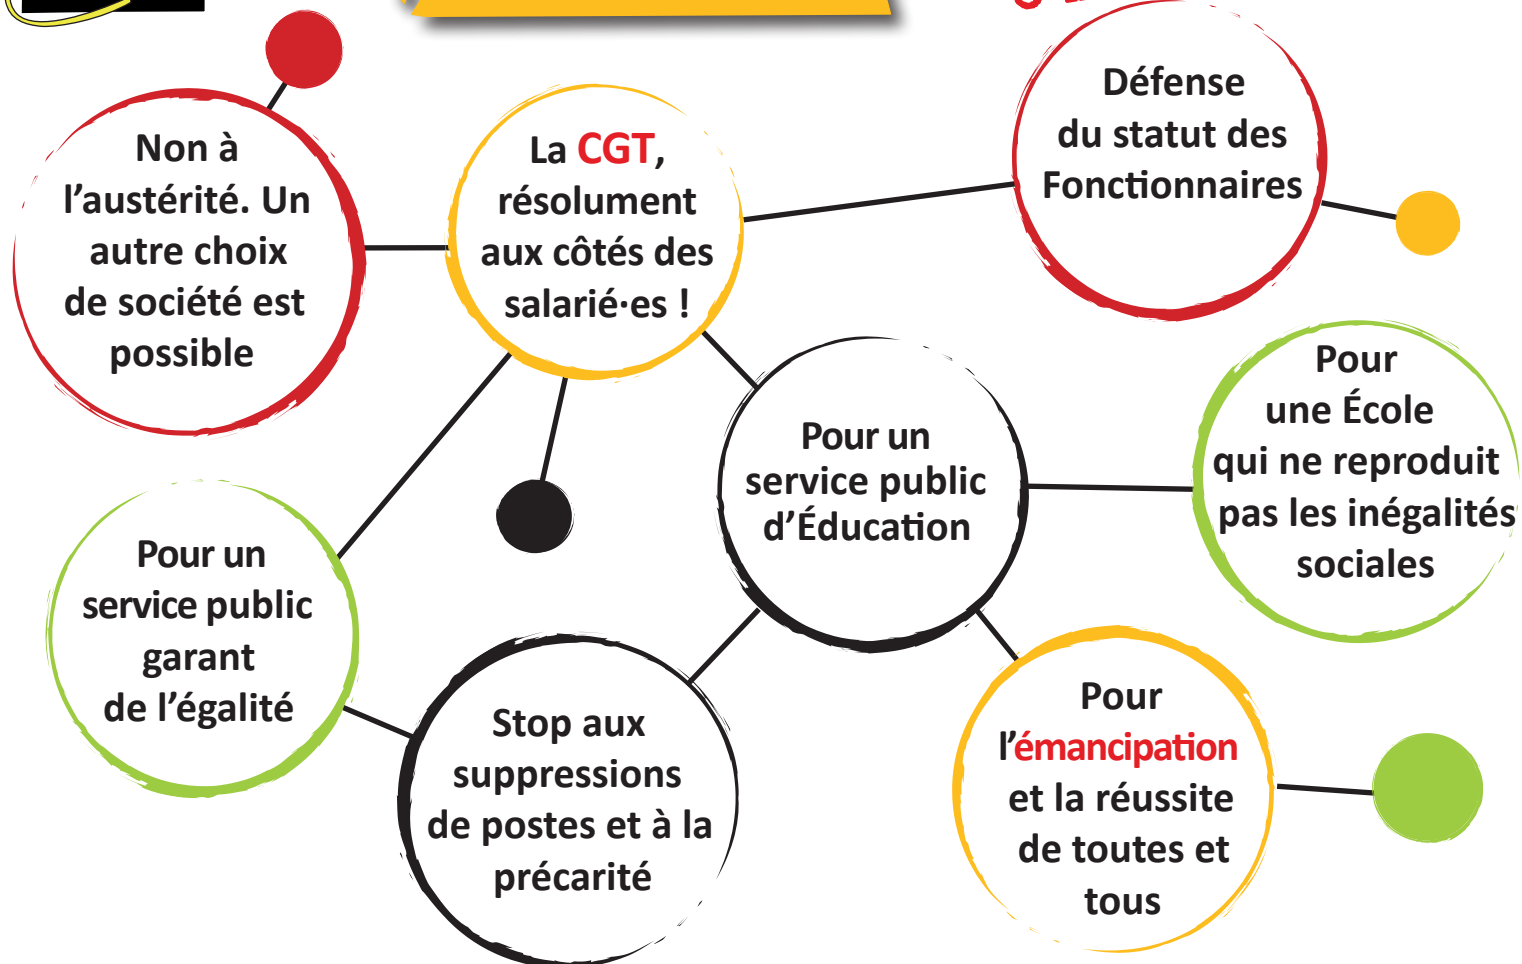 Non à
l’austérité. Un
autre choix
de société est
possible
La CGT,
résolument
aux côtés des
salarié·es !
Défense
du statut des
Fonctionnaires
Pour un
service public
d’Éducation
Pour
une École
qui ne reproduit
pas les inégalités
sociales
Pour un
service public
garant
de l’égalité
Stop aux
suppressions
de postes et à la
précarité
Pour
l’émancipation
et la réussite
de toutes et
tous